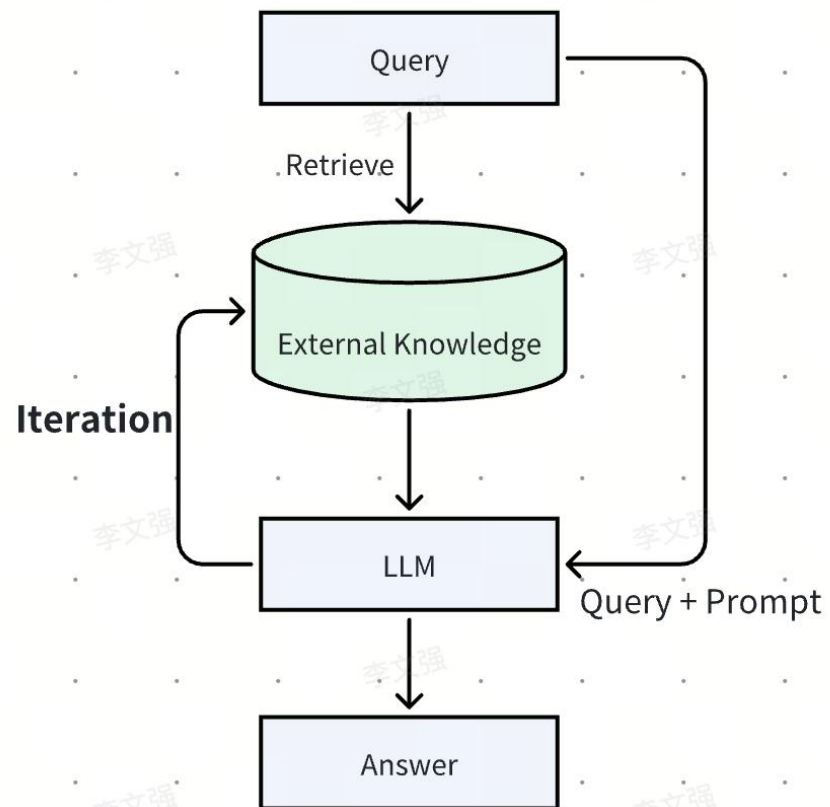 Query
Retrieve
External Knowledge
Iteration
LLM
Query + Prompt
Answer
李文强
李文强
李文强
李文强
李文强
李文强
李文强
李文强
李文强